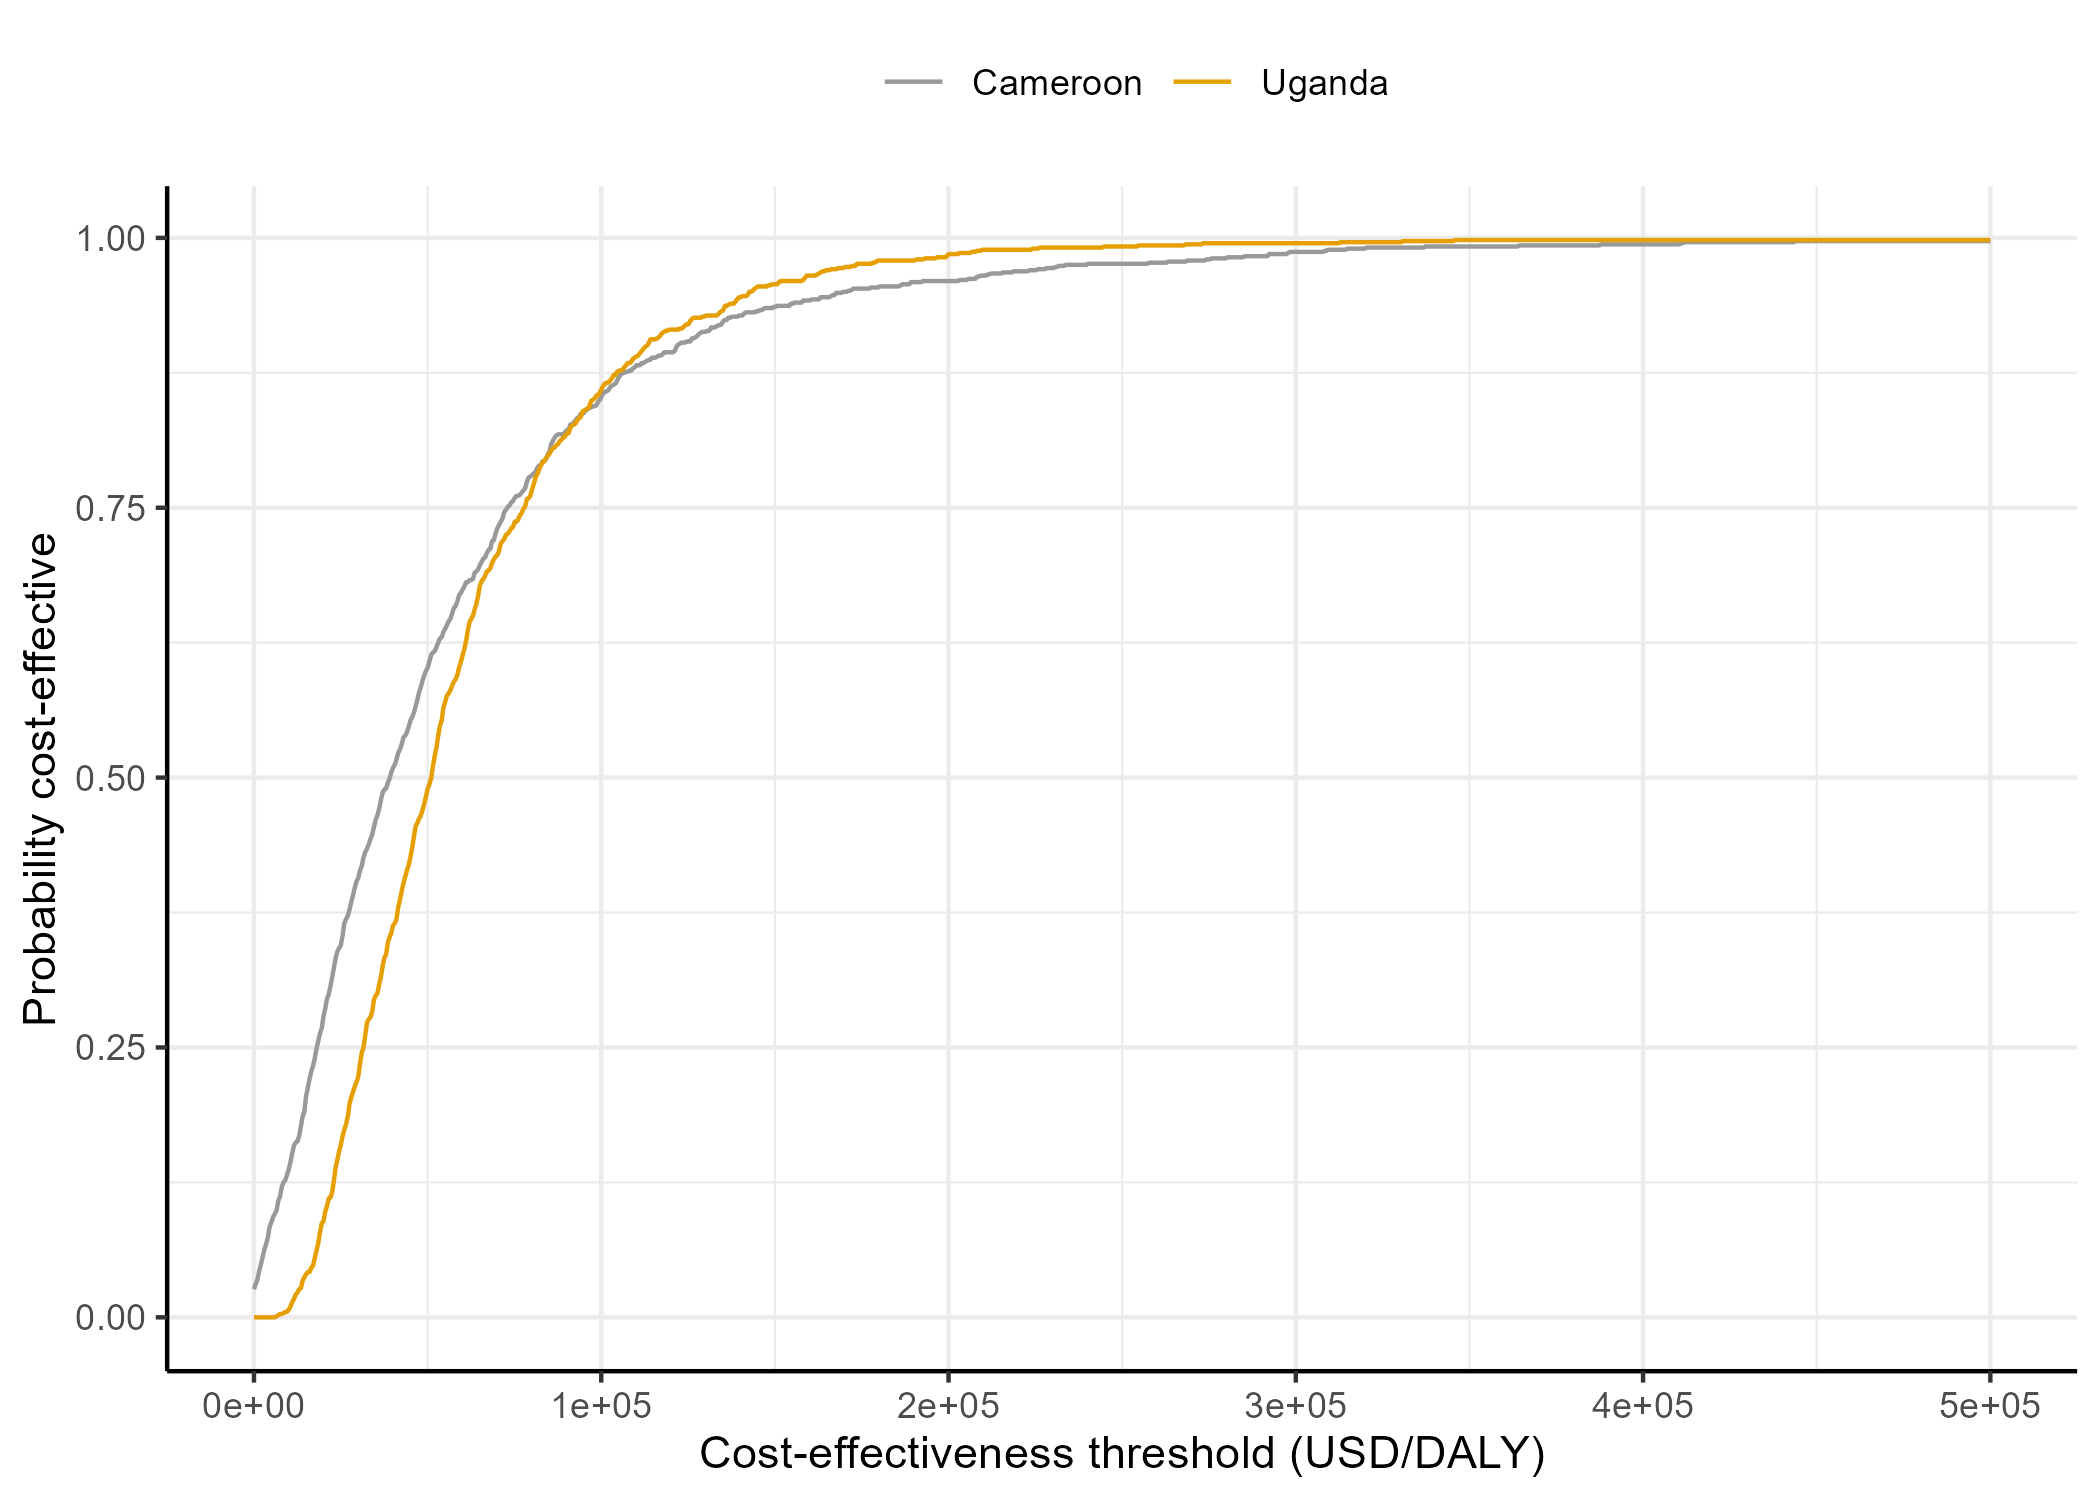 Cameroon Uganda
1.00
0.75
0.50
0.25
0.00
Probability cost-effective
0e+00 1e+05 2e+05 3e+05 4e+05 5e+05
Cost-effectiveness threshold (USD/DALY)